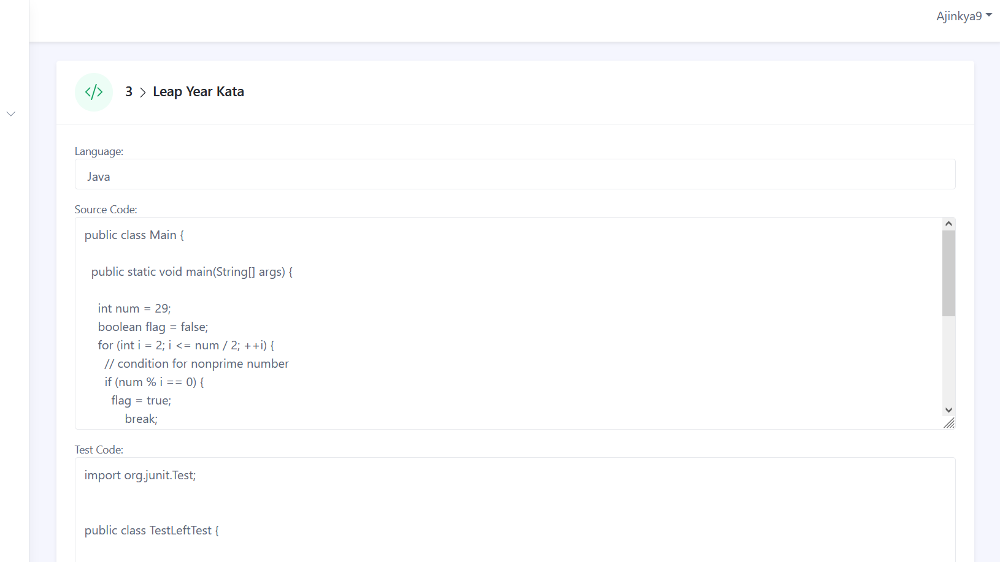 Ajinkya9
3 > Leap Year Kata
Language:
Java
Source Code:
public class Main {
public static void main(String[] args) {
int num = 29;
boolean flag = false;
for (int i = 2; i <= num / 2; ++i) {
// condition for nonprime number
if (num % i == 0) {
flag = true;
break;
Test Code:
import org.junit.Test;
public class TestLeftTest {